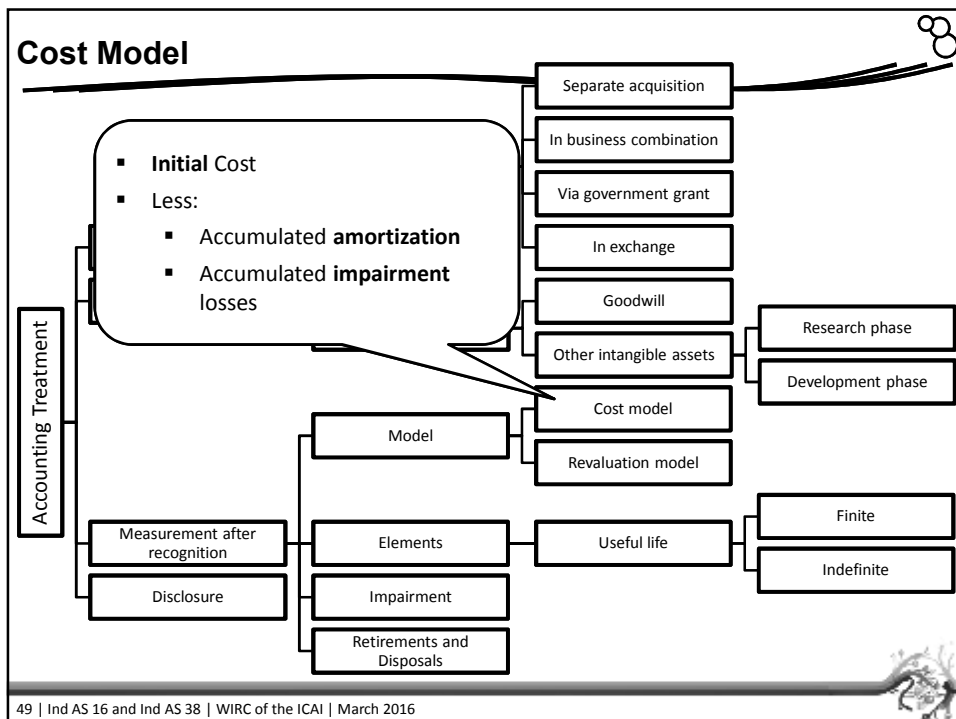 Cost Model
Separate acquisition
In business combination
Via government grant
In exchange
▪ Initial Cost
▪ Less:
▪ Accumulated amortization
▪ Accumulated impairment
losses
Goodwill
Other intangible assets
Research phase
Development phase
Accounting Treatment
Model
Cost model
Revaluation model
Measurement after
recognition
Elements
Useful life
Finite
Indefinite
Disclosure
Impairment
Retirements and
Disposals
49 | Ind AS 16 and Ind AS 38 | WIRC of the ICAI | March 2016